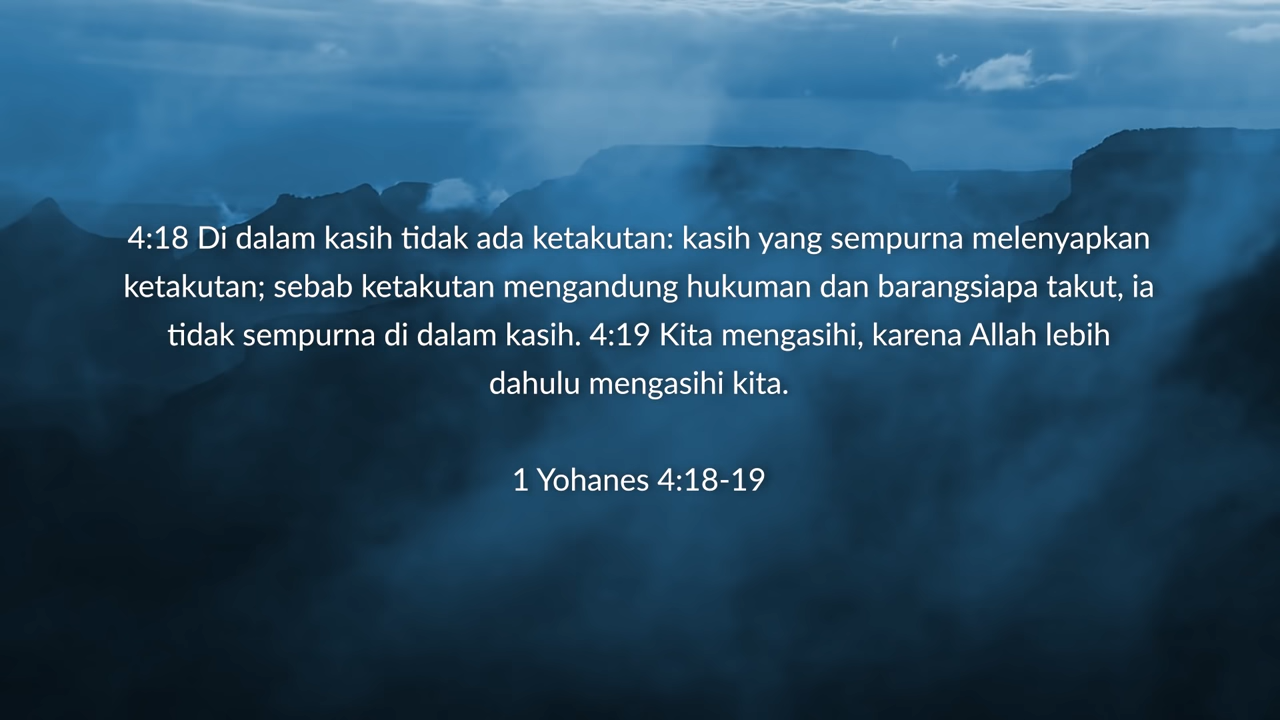 4:18 Di dalam kasih tidak ada ketakutan: kasih yang sempurna melenyapkan
ketakutan; sebab ketakutan mengandung hukuman dan barangsiapa takut, ia
tidak sempurna di dalam kasih. 4:19 Kita mengasihi, karena Allah lebih
dahulu mengasihi kita.
1 Yohanes 4:18-19